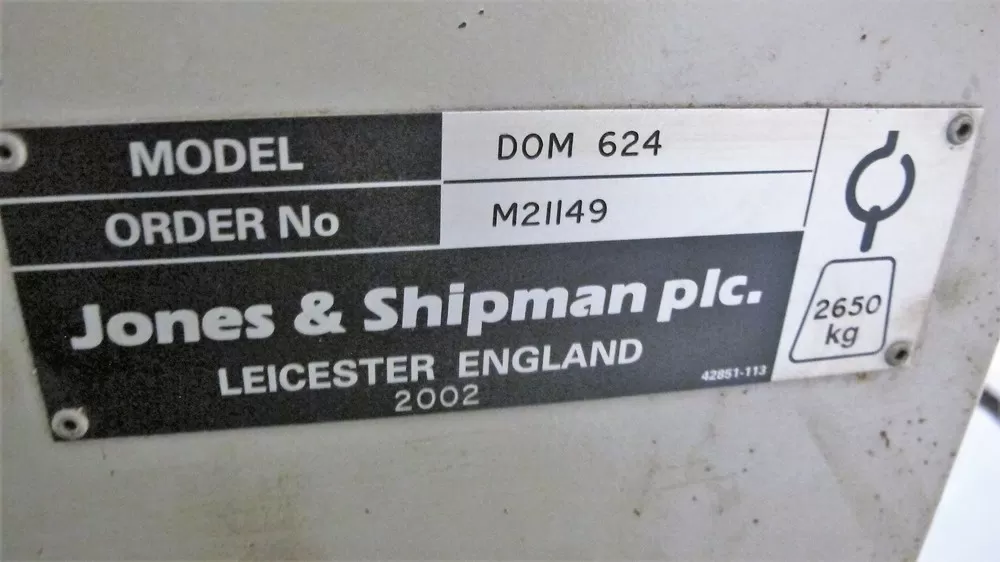 MODEL DOM 624
ORDER No M21149
Jones & Shipman plc.
LEICESTER ENGLAND
2002
42851-113
2650
kg